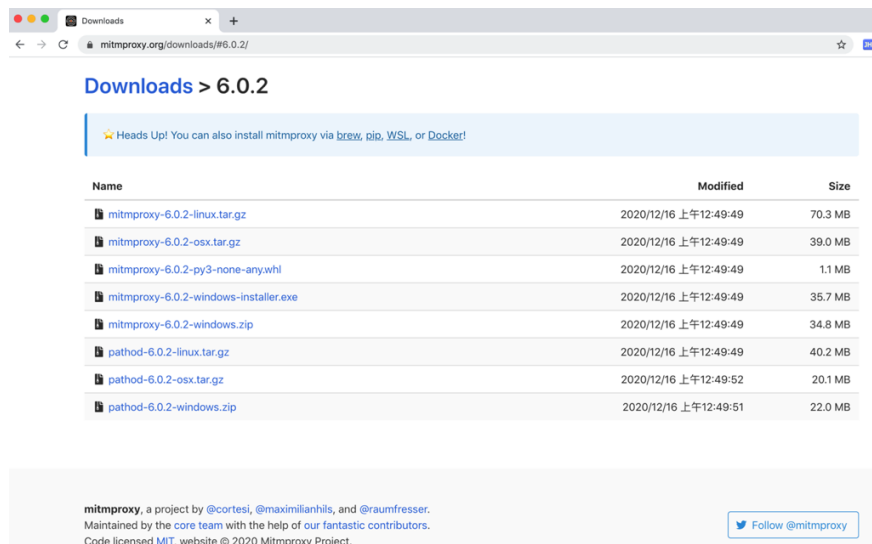 Downloads
mitmproxy.org/downloads/#6.0.2/
JH
Downloads > 6.0.2
⭐ Heads Up! You can also install mitmproxy via brew, pip, WSL, or Docker!
Name Modified Size
mitmproxy-6.0.2-linux.tar.gz 2020/12/16 上午12:49:49 70.3 MB
mitmproxy-6.0.2-osx.tar.gz 2020/12/16 上午12:49:49 39.0 MB
mitmproxy-6.0.2-py3-none-any.whl 2020/12/16 上午12:49:49 1.1 MB
mitmproxy-6.0.2-windows-installer.exe 2020/12/16 上午12:49:49 35.7 MB
mitmproxy-6.0.2-windows.zip 2020/12/16 上午12:49:49 34.8 MB
pathod-6.0.2-linux.tar.gz 2020/12/16 上午12:49:49 40.2 MB
pathod-6.0.2-osx.tar.gz 2020/12/16 上午12:49:52 20.1 MB
pathod-6.0.2-windows.zip 2020/12/16 上午12:49:51 22.0 MB
mitmproxy, a project by @cortesi, @maximilianhils, and @raumfresser.
Maintained by the core team with the help of our fantastic contributors.
Code licensed MIT, website © 2020 Mitmproxy Project.
Follow @mitmproxy